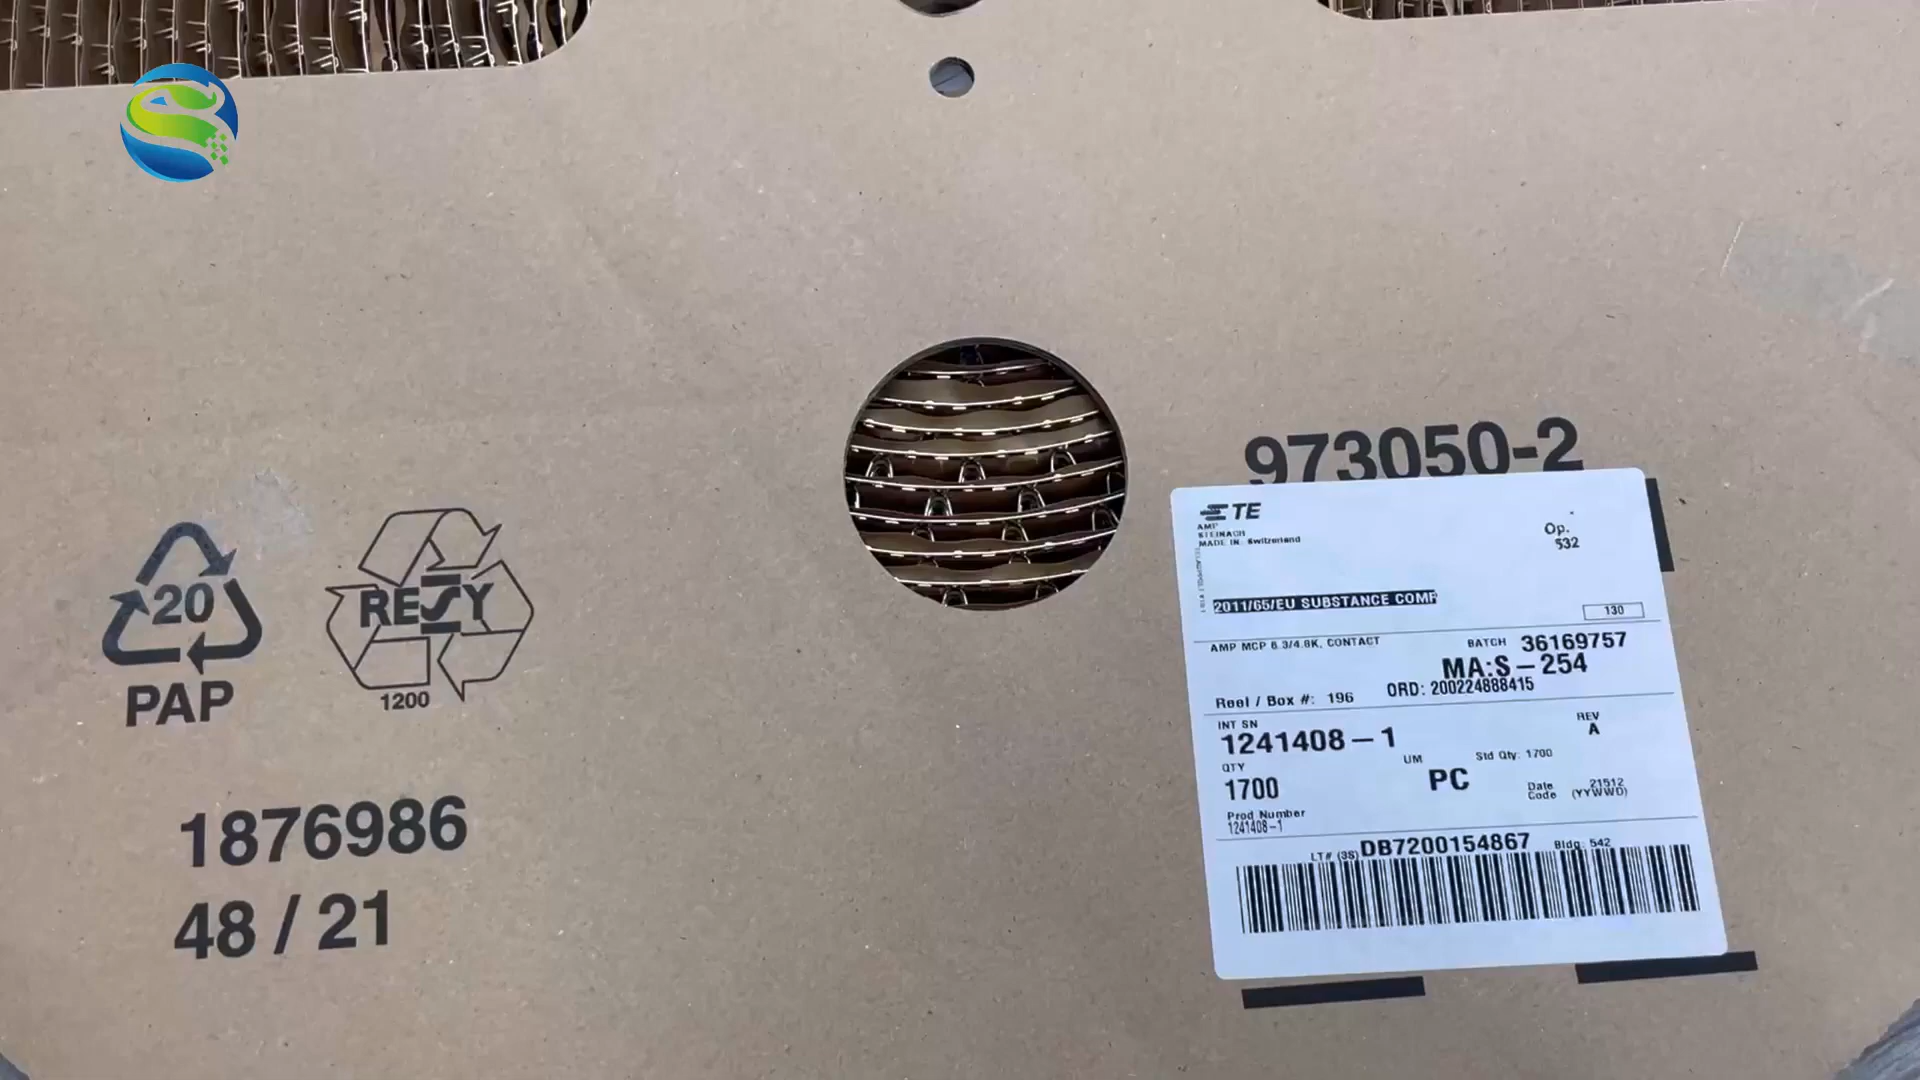 973050-2
TE
AMP
STEINACH
MADE IN: Switzerland
Op.
532
2011/65/EU SUBSTANCE COMP
130
AMP MCP 6.3/4.8K, CONTACT
BATCH 36169757
MA:S-254
Reel / Box #: 196
ORD: 200224888415
INT SN
1241408-1
REV
A
QTY
1700
UM
PC
Std Qty: 1700
Date Code 21512
(YYWWD)
Prod Number
1241408-1
LT# (3S) DB7200154867
Bldg: 542
20
PAP
RESY
1200
1876986
48/21